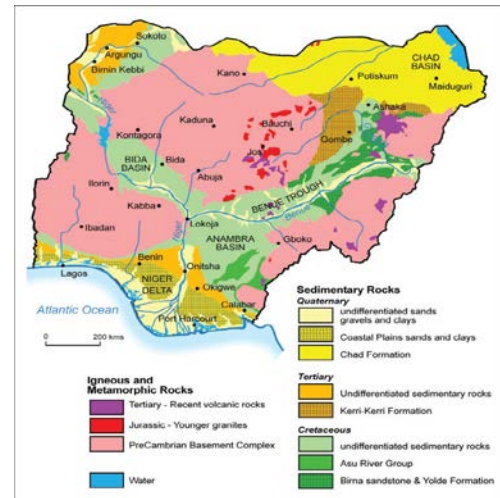 Sokoto
Argungu
Birnin Kebbi
Niger
Kano
CHAD
BASIN
Potiskum
Maiduguri
Kaduna
Kontagora
Bauchi
Ashaka
Gombe
Jos
BIDA
BASIN
Bida
Abuja
Ilorin
BENUE TROUGH
Benue
Kabba
Lokoja
Ibadan
Niger
ANAMBRA
BASIN
Gboko
Benin
Lagos
Onitsha
NIGER
DELTA
Okigwe
Calabar
Port Harcourt
Atlantic Ocean
0 200 kms
Sedimentary Rocks
Quaternary
undifferentiated sands
gravels and clays
Coastal Plains sands and clays
Chad Formation
Tertiary
Undifferentiated sedimentary rocks
Kerri-Kerri Formation
Cretaceous
undifferentiated sedimentary rocks
Asu River Group
Birna sandstone & Yolde Formation
Igneous and
Metamorphic Rocks
Tertiary - Recent volcanic rocks
Jurassic - Younger granites
PreCambrian Basement Complex
Water